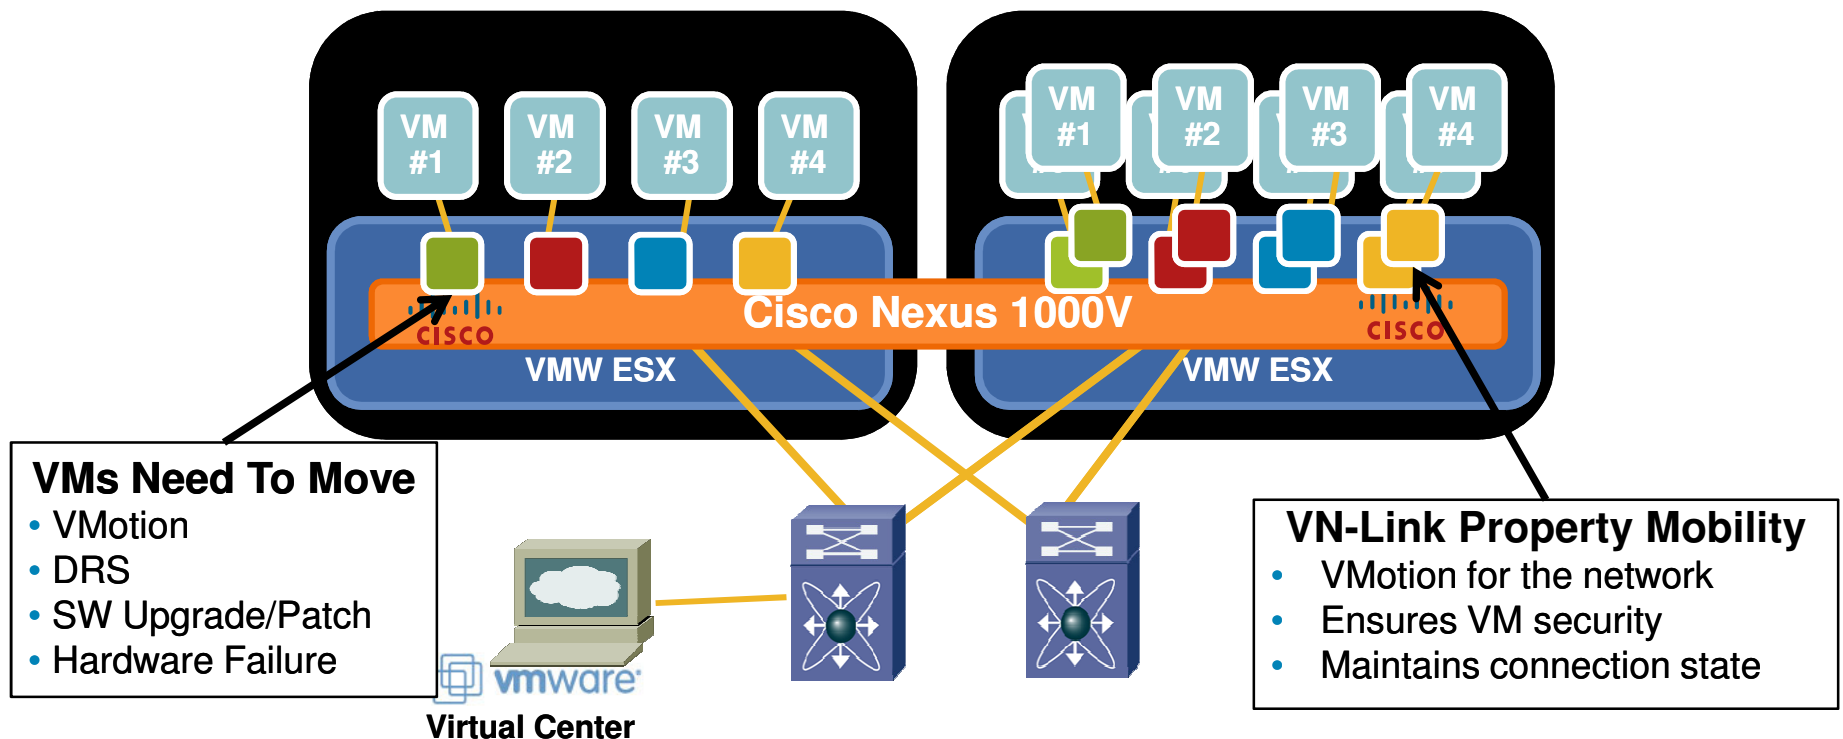 VM
#1
VM
#2
VM
#3
VM
#4
VM
#1
VM
#2
VM
#3
VM
#4
Cisco Nexus 1000V
CISCO
CISCO
VMW ESX
VMW ESX
VMs Need To Move
• VMotion
• DRS
• SW Upgrade/Patch
• Hardware Failure
VN-Link Property Mobility
• VMotion for the network
• Ensures VM security
• Maintains connection state
vmware
Virtual Center